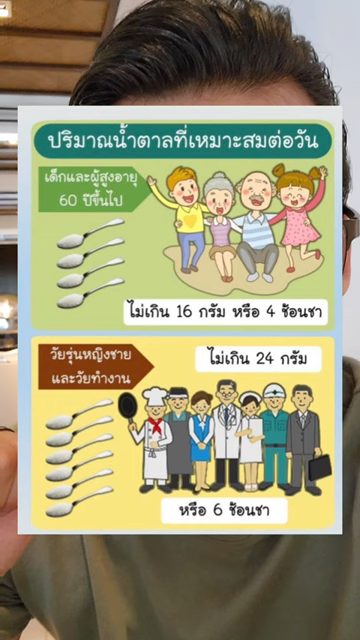 ปริมาณน้ำตาลที่เหมาะสมต่อวัน
เด็กและผู้สูงอายุ
60 ปีขึ้นไป
ไม่เกิน 16 กรัม หรือ 4 ช้อนชา
วัยรุ่นหญิงชาย
และวัยทำงาน
ไม่เกิน 24 กรัม
หรือ 6 ช้อนชา